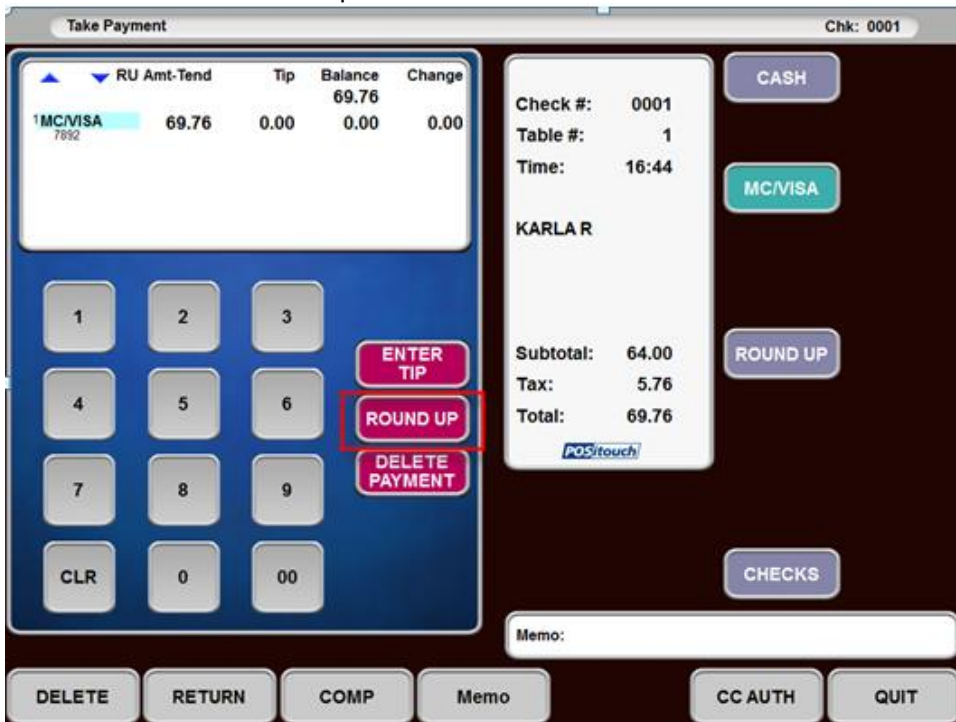 Take Payment
Chk: 0001
RU Amt-Tend Tip Balance Change
69.76
1 MC/VISA 69.76 0.00 0.00 0.00
7892
Check #: 0001
Table #: 1
Time: 16:44
KARLA R
Subtotal: 64.00
Tax: 5.76
Total: 69.76
POSitouch
CASH
MC/VISA
ROUND UP
CHECKS
1 2 3
4 5 6
7 8 9
CLR 0 00
ENTER
TIP
ROUND UP
DELETE
PAYMENT
Memo:
DELETE RETURN COMP Memo CC AUTH QUIT